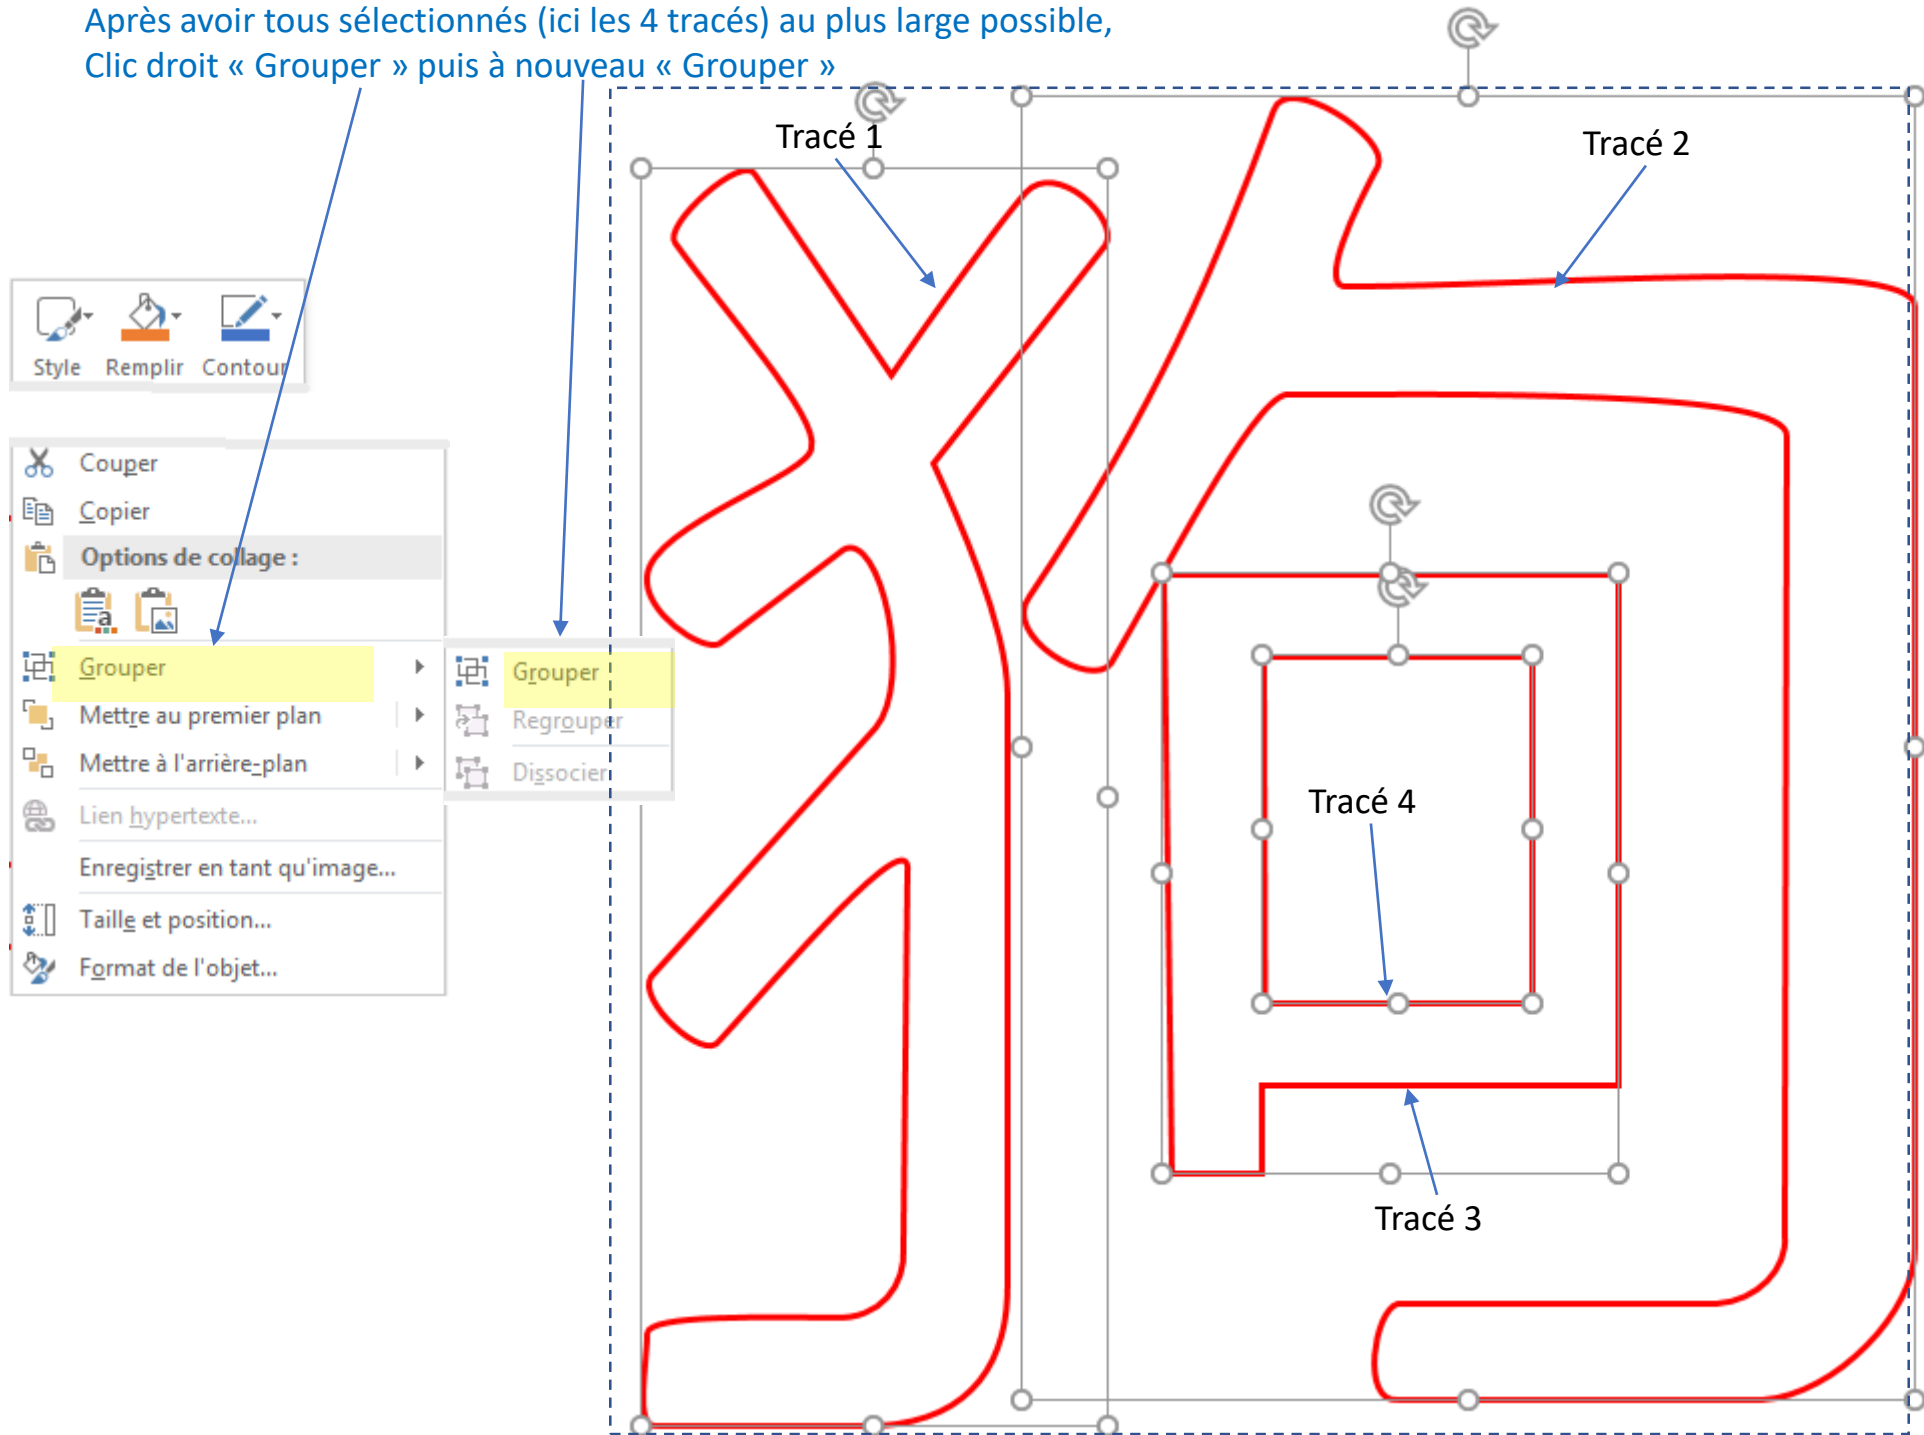 Après avoir tous sélectionnés (ici les 4 tracés) au plus large possible,
Clic droit « Grouper » puis à nouveau « Grouper »
Tracé 1
Tracé 2
Style Remplir Contour
Couper
Copier
Options de collage :
Grouper
Grouper
Mettre au premier plan
Regrouper
Mettre à l'arrière-plan
Dissocier
Lien hypertexte...
Enregistrer en tant qu'image...
Taille et position...
Format de l'objet...
Tracé 4
Tracé 3
狗